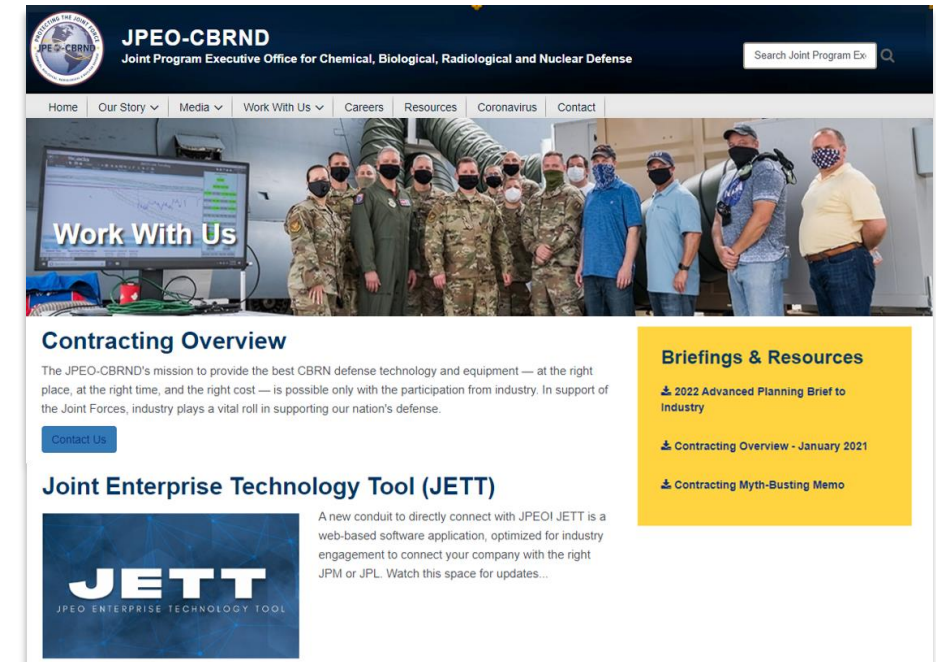 PROTECTING THE JOINT FORCE
JPEO-CBRND
JPEO-CBRND
Joint Program Executive Office for Chemical, Biological, Radiological and Nuclear Defense
Search Joint Program Ex
Home
Our Story
Media
Work With Us
Careers
Resources
Coronavirus
Contact
Work With Us
Contracting Overview
The JPEO-CBRND's mission to provide the best CBRN defense technology and equipment — at the right
place, at the right time, and the right cost — is possible only with the participation from industry. In support of
the Joint Forces, industry plays a vital roll in supporting our nation's defense.
Contact Us
Briefings & Resources
2022 Advanced Planning Brief to
Industry
Contracting Overview - January 2021
Contracting Myth-Busting Memo
Joint Enterprise Technology Tool (JETT)
JETT
JPEO ENTERPRISE TECHNOLOGY TOOL
A new conduit to directly connect with JPEO! JETT is a
web-based software application, optimized for industry
engagement to connect your company with the right
JPM or JPL. Watch this space for updates...